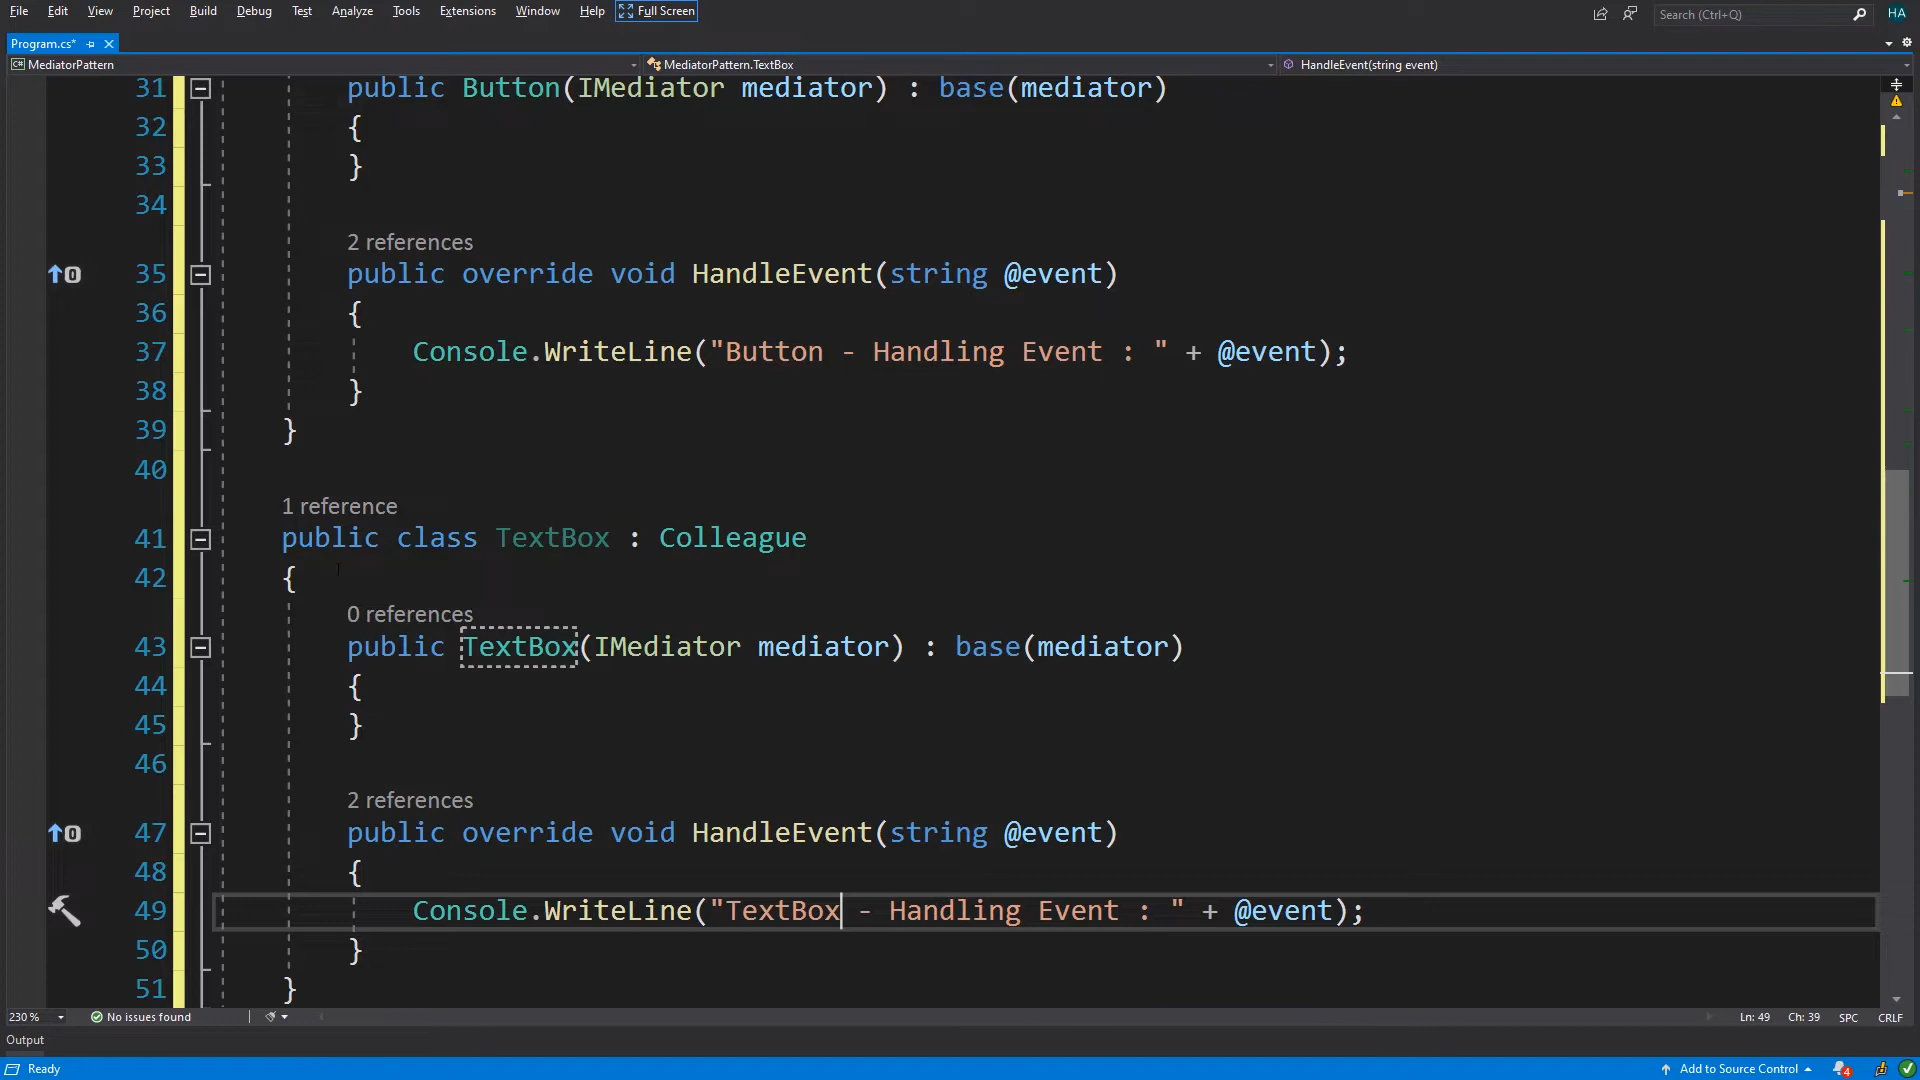 File Edit View Project Build Debug Test Analyze Tools Extensions Window Help Full Screen Search (Ctrl+Q) HA
Program.cs*
MediatorPattern MediatorPattern.TextBox HandleEvent(string event)
31 public Button(IMediator mediator) : base(mediator)
32 {
33 }
34
2 references
35 public override void HandleEvent(string @event)
36 {
37 Console.WriteLine("Button - Handling Event : " + @event);
38 }
39 }
40
1 reference
41 public class TextBox : Colleague
42 {
0 references
43 public TextBox(IMediator mediator) : base(mediator)
44 {
45 }
46
2 references
47 public override void HandleEvent(string @event)
48 {
49 Console.WriteLine("TextBox - Handling Event : " + @event);
50 }
51 }
230 % No issues found Ln: 49 Ch: 39 SPC CRLF
Output
Ready Add to Source Control 4